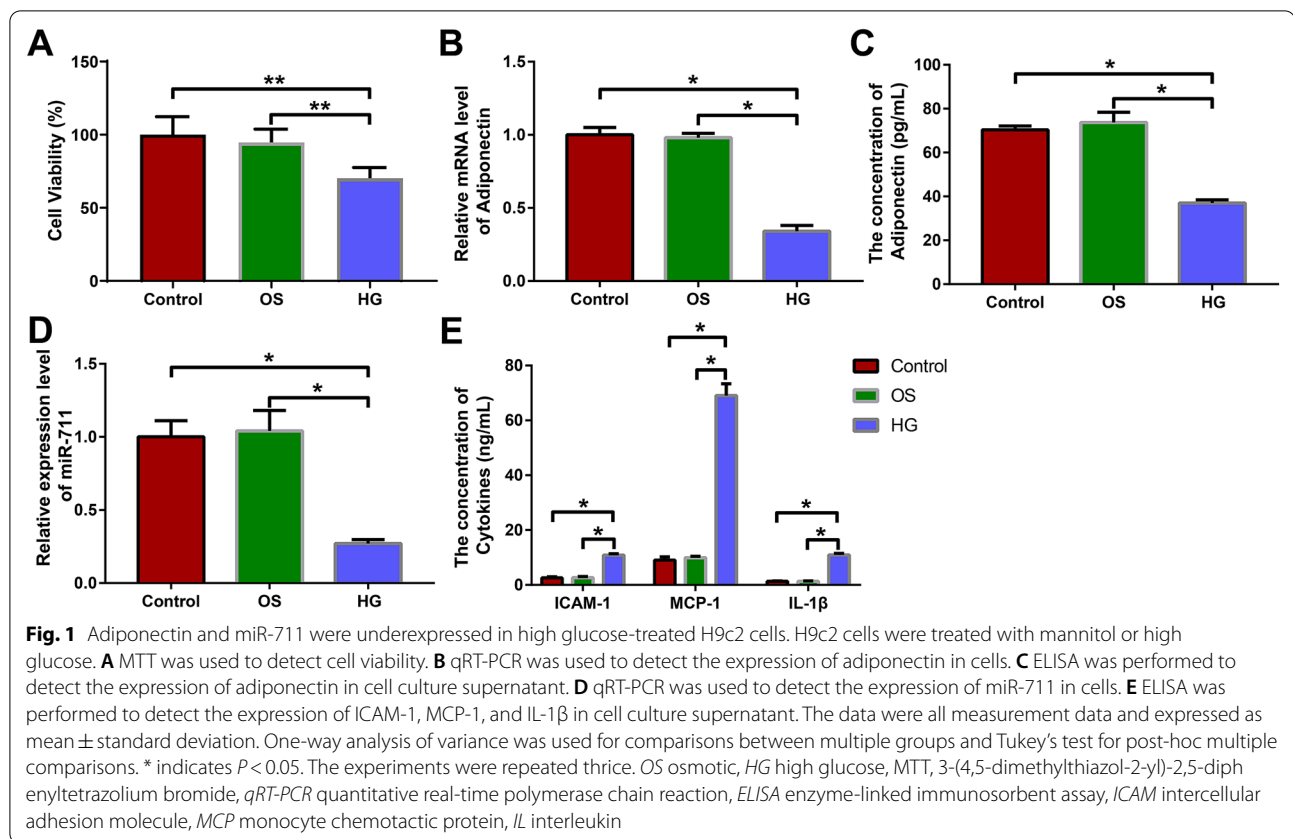 A
Cell Viability (%)
150
100
50
0
**
**
Control OS HG
B
Relative mRNA level
of Adiponectin
1.5
1.0
0.5
0.0
*
*
Control OS HG
C
The concentration of
Adiponectin (pg/mL)
100
80
60
40
20
0
*
*
Control OS HG
D
Relative expression level
of miR-711
1.5
1.0
0.5
0.0
*
*
Control OS HG
E
The concentration of
Cytokines (ng/mL)
80
60
40
20
0
*
*
*
*
*
*
ICAM-1 MCP-1 IL-1β
Control
OS
HG
Fig. 1 Adiponectin and miR-711 were underexpressed in high glucose-treated H9c2 cells. H9c2 cells were treated with mannitol or high
glucose. A MTT was used to detect cell viability. B qRT-PCR was used to detect the expression of adiponectin in cells. C ELISA was performed to
detect the expression of adiponectin in cell culture supernatant. D qRT-PCR was used to detect the expression of miR-711 in cells. E ELISA was
performed to detect the expression of ICAM-1, MCP-1, and IL-1β in cell culture supernatant. The data were all measurement data and expressed as
mean ± standard deviation. One-way analysis of variance was used for comparisons between multiple groups and Tukey's test for post-hoc multiple
comparisons. * indicates P < 0.05. The experiments were repeated thrice. OS osmotic, HG high glucose, MTT, 3-(4,5-dimethylthiazol-2-yl)-2,5-diph
enyltetrazolium bromide, qRT-PCR quantitative real-time polymerase chain reaction, ELISA enzyme-linked immunosorbent assay, ICAM intercellular
adhesion molecule, MCP monocyte chemotactic protein, IL interleukin